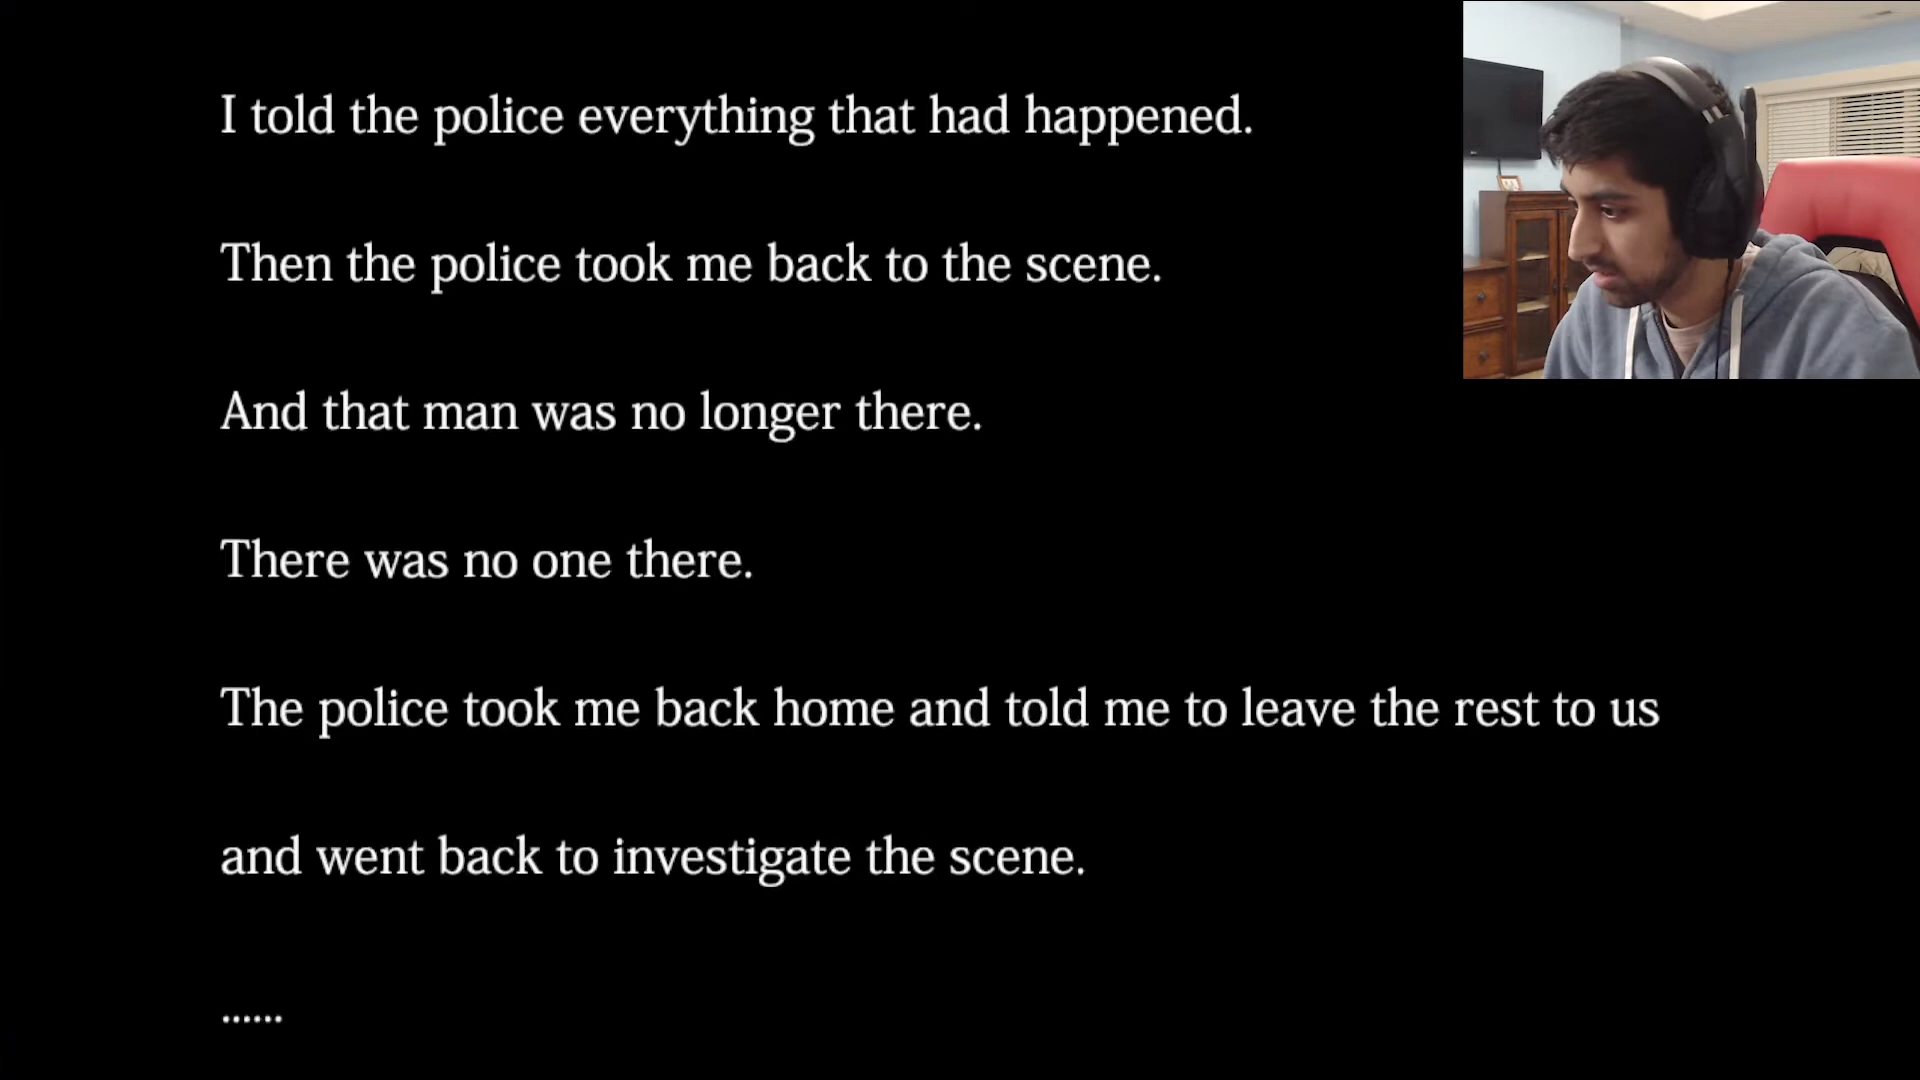 I told the police everything that had happened.
Then the police took me back to the scene.
And that man was no longer there.
There was no one there.
The police took me back home and told me to leave the rest to us
and went back to investigate the scene.
......